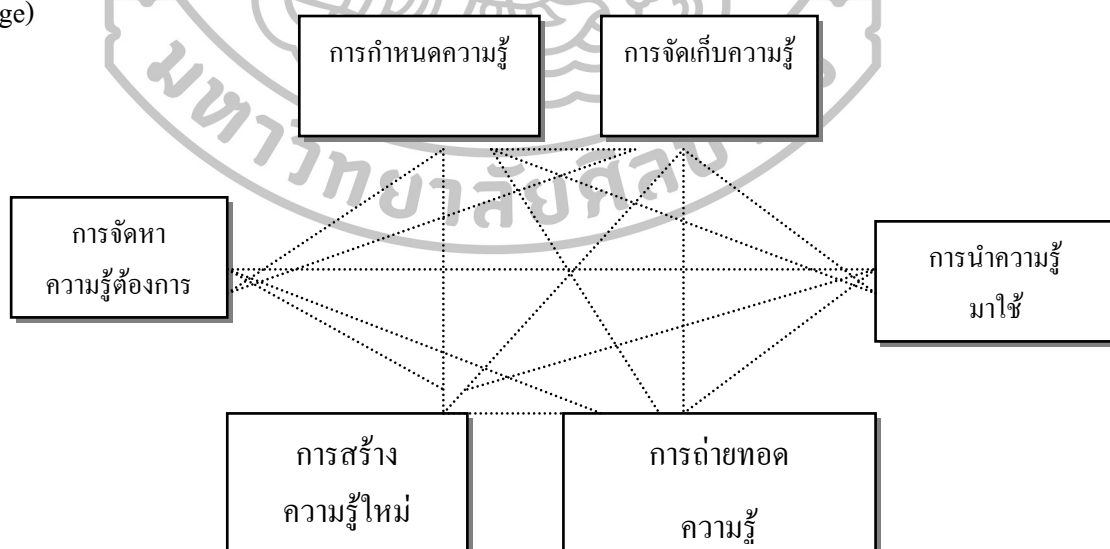 ge)
การกำหนดความรู้
การจัดเก็บความรู้
การจัดหา
ความรู้ต้องการ
การนำความรู้
มาใช้
การสร้าง
ความรู้ใหม่
การถ่ายทอด
ความรู้